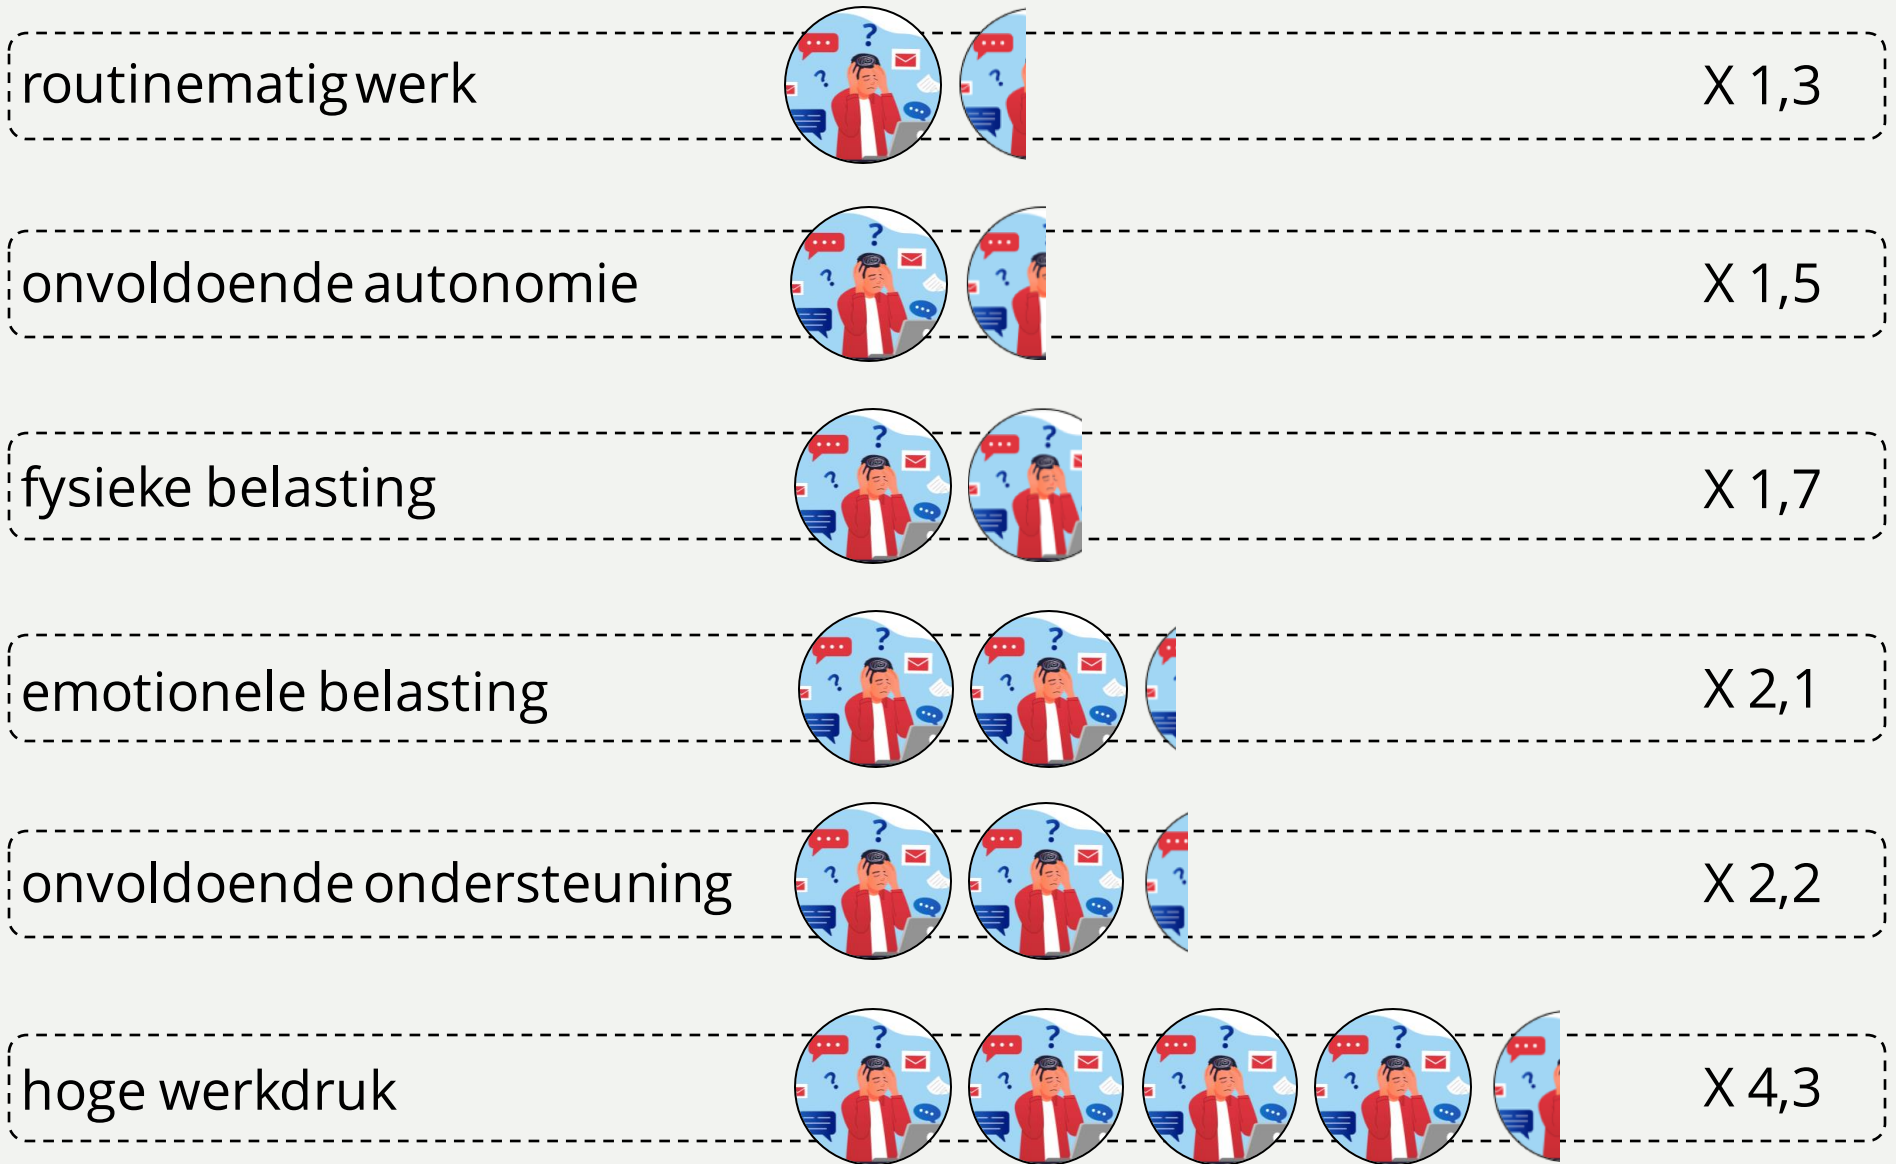 routinematig werk X 1,3
onvoldoende autonomie X 1,5
fysieke belasting X 1,7
emotionele belasting X 2,1
onvoldoende ondersteuning X 2,2
hoge werkdruk X 4,3